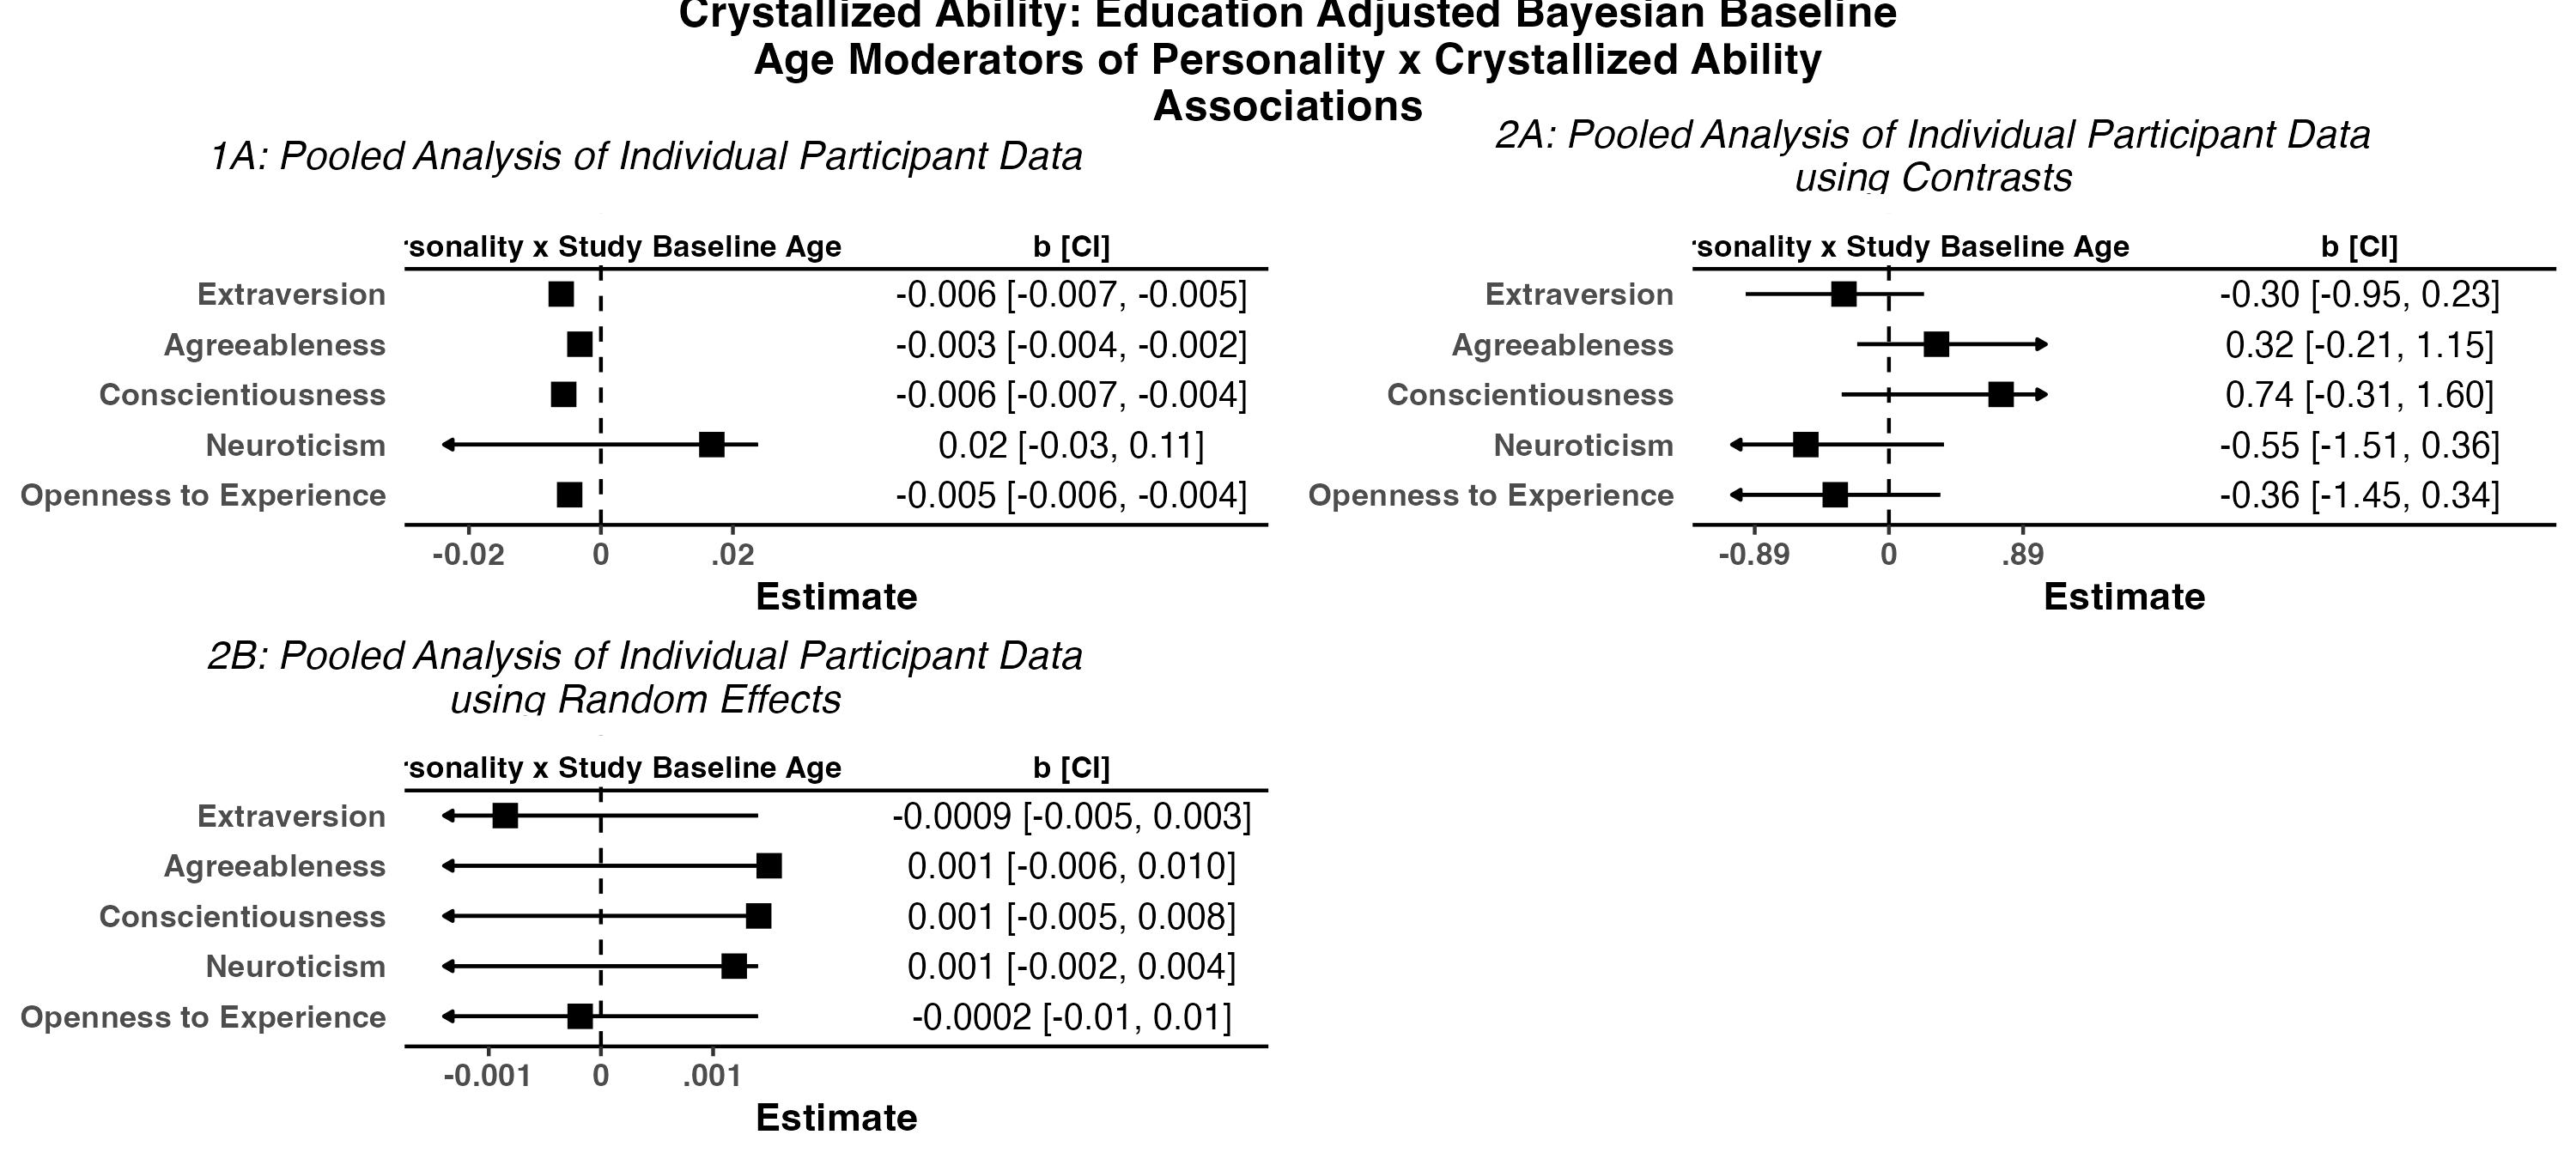 Crystallized Ability: Education Adjusted Bayesian Baseline
Age Moderators of Personality x Crystallized Ability
Associations
1A: Pooled Analysis of Individual Participant Data
sonality x Study Baseline Age b [CI]
Extraversion -0.006 [-0.007, -0.005]
Agreeableness -0.003 [-0.004, -0.002]
Conscientiousness -0.006 [-0.007, -0.004]
Neuroticism 0.02 [-0.03, 0.11]
Openness to Experience -0.005 [-0.006, -0.004]
-0.02 0 .02
Estimate
2A: Pooled Analysis of Individual Participant Data
using Contrasts
sonality x Study Baseline Age b [CI]
Extraversion -0.30 [-0.95, 0.23]
Agreeableness 0.32 [-0.21, 1.15]
Conscientiousness 0.74 [-0.31, 1.60]
Neuroticism -0.55 [-1.51, 0.36]
Openness to Experience -0.36 [-1.45, 0.34]
-0.89 0 .89
Estimate
2B: Pooled Analysis of Individual Participant Data
using Random Effects
sonality x Study Baseline Age b [CI]
Extraversion -0.0009 [-0.005, 0.003]
Agreeableness 0.001 [-0.006, 0.010]
Conscientiousness 0.001 [-0.005, 0.008]
Neuroticism 0.001 [-0.002, 0.004]
Openness to Experience -0.0002 [-0.01, 0.01]
-0.001 0 .001
Estimate